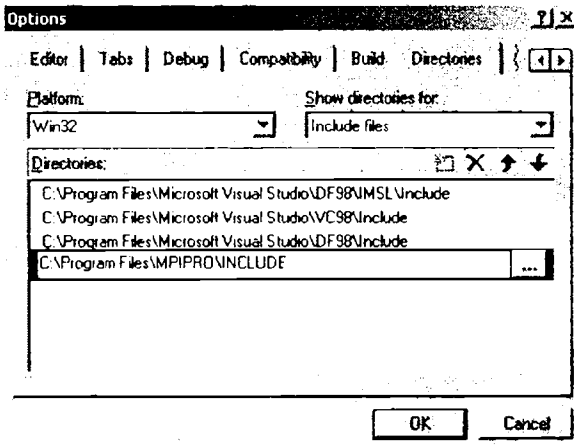 Options
Editor Tabs Debug Compatibility Build Directories
Platform: Show directories for:
Win32 Include files
Directories:
C:\Program Files\Microsoft Visual Studio\DF98\IMSL\Include
C:\Program Files\Microsoft Visual Studio\VC98\Include
C:\Program Files\Microsoft Visual Studio\DF98\Include
C:\Program Files\MPIPRO\INCLUDE ...
OK Cancel